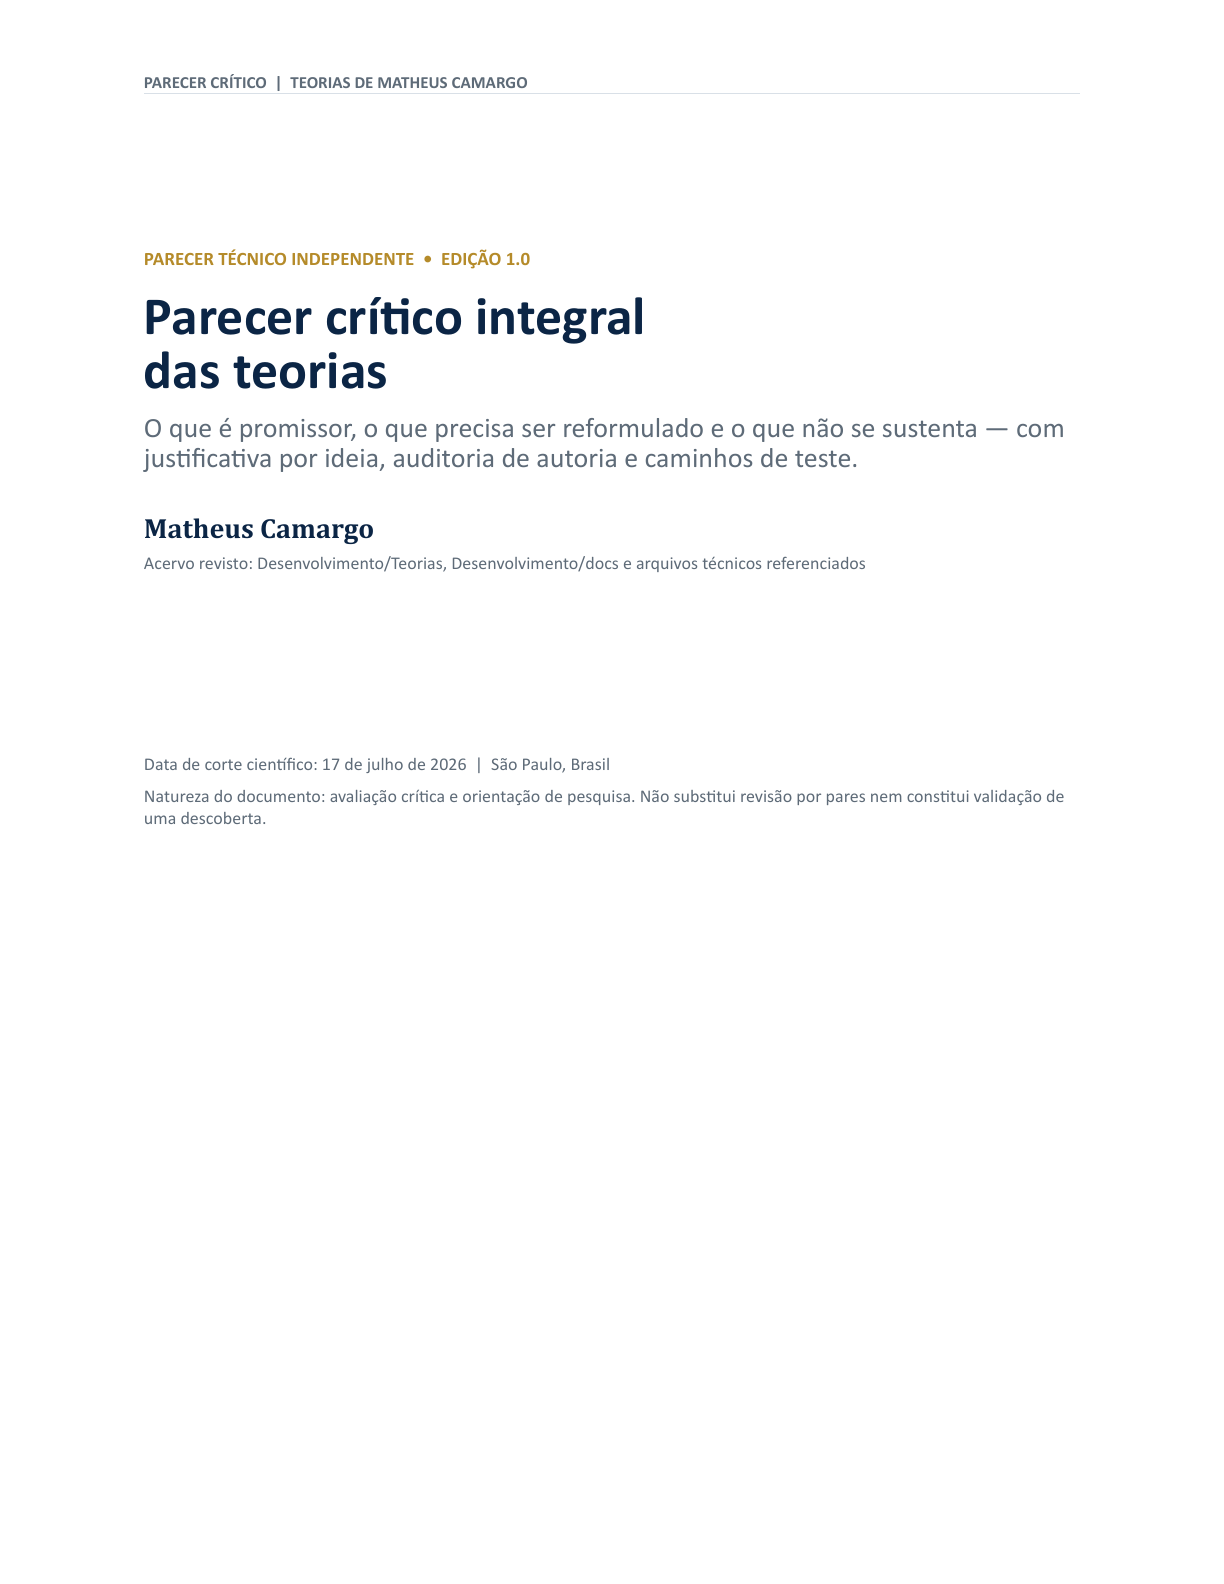 PARECER CRÍTICO | TEORIAS DE MATHEUS CAMARGO
PARECER TÉCNICO INDEPENDENTE • EDIÇÃO 1.0
Parecer crítico integral
das teorias
O que é promissor, o que precisa ser reformulado e o que não se sustenta — com
justificativa por ideia, auditoria de autoria e caminhos de teste.
Matheus Camargo
Acervo revisto: Desenvolvimento/Teorias, Desenvolvimento/docs e arquivos técnicos referenciados
Data de corte científico: 17 de julho de 2026 | São Paulo, Brasil
Natureza do documento: avaliação crítica e orientação de pesquisa. Não substitui revisão por pares nem constitui validação de
uma descoberta.